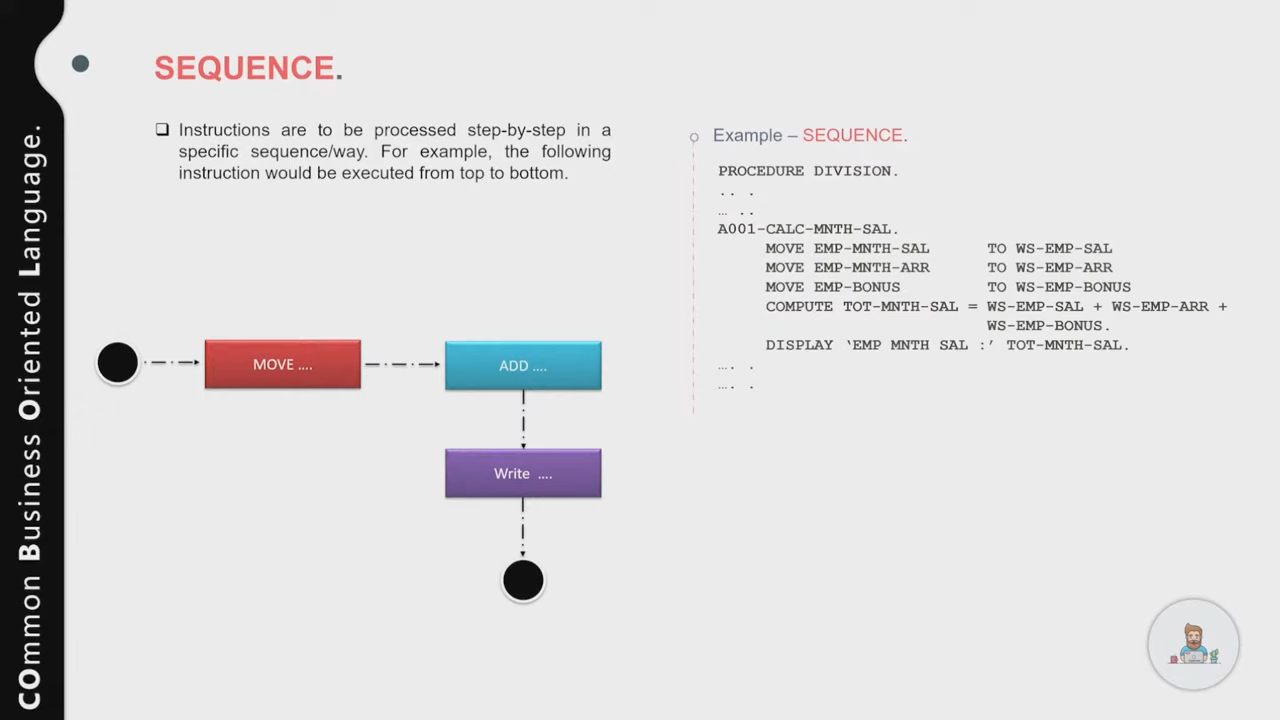 COmmon Business Oriented Language.
SEQUENCE.
Instructions are to be processed step-by-step in a
specific sequence/way. For example, the following
instruction would be executed from top to bottom.
MOVE ....
ADD ....
Write ....
Example – SEQUENCE.
PROCEDURE DIVISION.
.. .
… ..
A001-CALC-MNTH-SAL.
MOVE EMP-MNTH-SAL TO WS-EMP-SAL
MOVE EMP-MNTH-ARR TO WS-EMP-ARR
MOVE EMP-BONUS TO WS-EMP-BONUS
COMPUTE TOT-MNTH-SAL = WS-EMP-SAL + WS-EMP-ARR +
WS-EMP-BONUS.
DISPLAY ‘EMP MNTH SAL :’ TOT-MNTH-SAL.
…. .
…. .